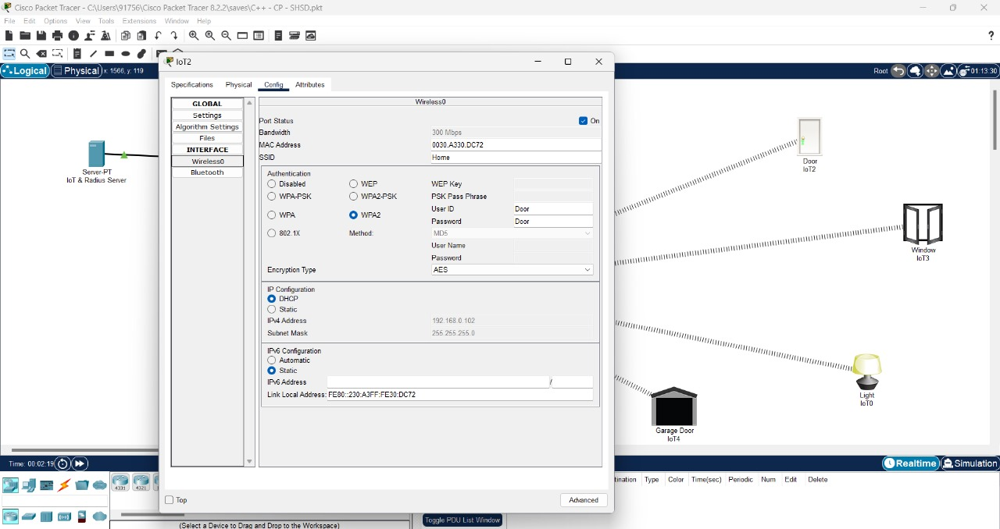 Cisco Packet Tracer - C:\Users\91756\Cisco Packet Tracer 8.2.2\saves\C++ - CP - SHSD.pkt
File Edit Options View Tools Extensions Window Help
?
Logical Physical x: 1566, y: 119
Root 01:13:30
IoT2
Specifications Physical Config Attributes
GLOBAL
Settings
Algorithm Settings
Files
INTERFACE
Wireless0
Bluetooth
Wireless0
Port Status On
Bandwidth 300 Mbps
MAC Address 0030.A330.DC72
SSID Home
Authentication
Disabled WEP WEP Key
WPA-PSK WPA2-PSK PSK Pass Phrase
User ID Door
WPA WPA2
Password Door
802.1X Method: MD5
User Name
Password
Encryption Type AES
IP Configuration
DHCP
Static
IPv4 Address 192.168.0.102
Subnet Mask 255.255.255.0
IPv6 Configuration
Automatic
Static
IPv6 Address /
Link Local Address: FE80::230:A3FF:FE30:DC72
Top Advanced
Server-PT
IoT & Radius Server
Door
IoT2
Window
IoT3
Light
IoT0
Garage Door
IoT4
Time: 00:02:19 Realtime Simulation
4331 4321
tination Type Color Time(sec) Periodic Num Edit Delete
(Select a Device to Drag and Drop to the Workspace)
Toggle PDU List Window